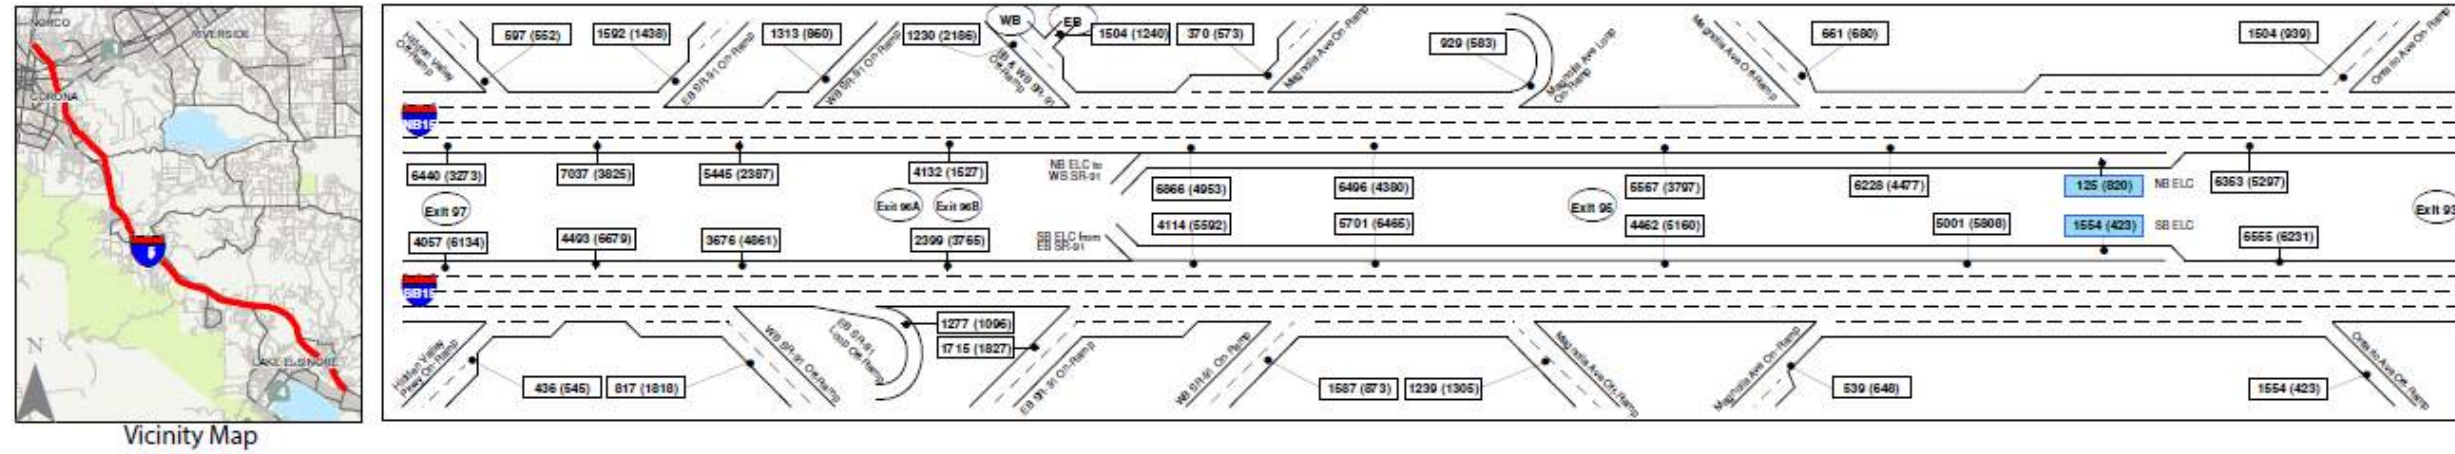 NORCO
RIVERSIDE
CORONA
LAKE ELSINORE
N
Vicinity Map
Hidden Valley
Off-Ramp
597 (552)
1592 (1438)
EB SR-91 On-Ramp
1313 (860)
WB SR-91 On-Ramp
1230 (2186)
WB
EB
EB & WB SR-91
Off-Ramp
1504 (1240)
370 (573)
Magnolia Ave On-Ramp
929 (583)
Magnolia Ave Loop
On-Ramp
Magnolia Ave Off-Ramp
661 (680)
1504 (939)
Ontario Ave On-Ramp
NB15
6440 (3273)
7037 (3825)
5445 (2387)
4132 (1527)
NB ELC to
WB SR-91
6866 (4953)
6496 (4380)
5567 (3797)
6228 (4477)
125 (820)
NB ELC
6353 (5297)
Exit 97
Exit 96A
Exit 96B
Exit 95
Exit 93
4057 (6134)
4493 (6679)
3676 (4861)
2399 (3765)
SB ELC from
EB SR-91
4114 (5592)
5701 (6465)
4462 (5160)
5001 (5808)
1554 (423)
SB ELC
6555 (6231)
SB15
Hidden Valley
Pkwy On-Ramp
436 (545)
817 (1818)
WB SR-91 Off-Ramp
EB SR-91
Loop Off-Ramp
1277 (1096)
1715 (1827)
EB SR-91 On-Ramp
WB SR-91 On-Ramp
1587 (873)
1239 (1305)
Magnolia Ave Off-Ramp
Magnolia Ave On-Ramp
539 (648)
1554 (423)
Ontario Ave Off-Ramp